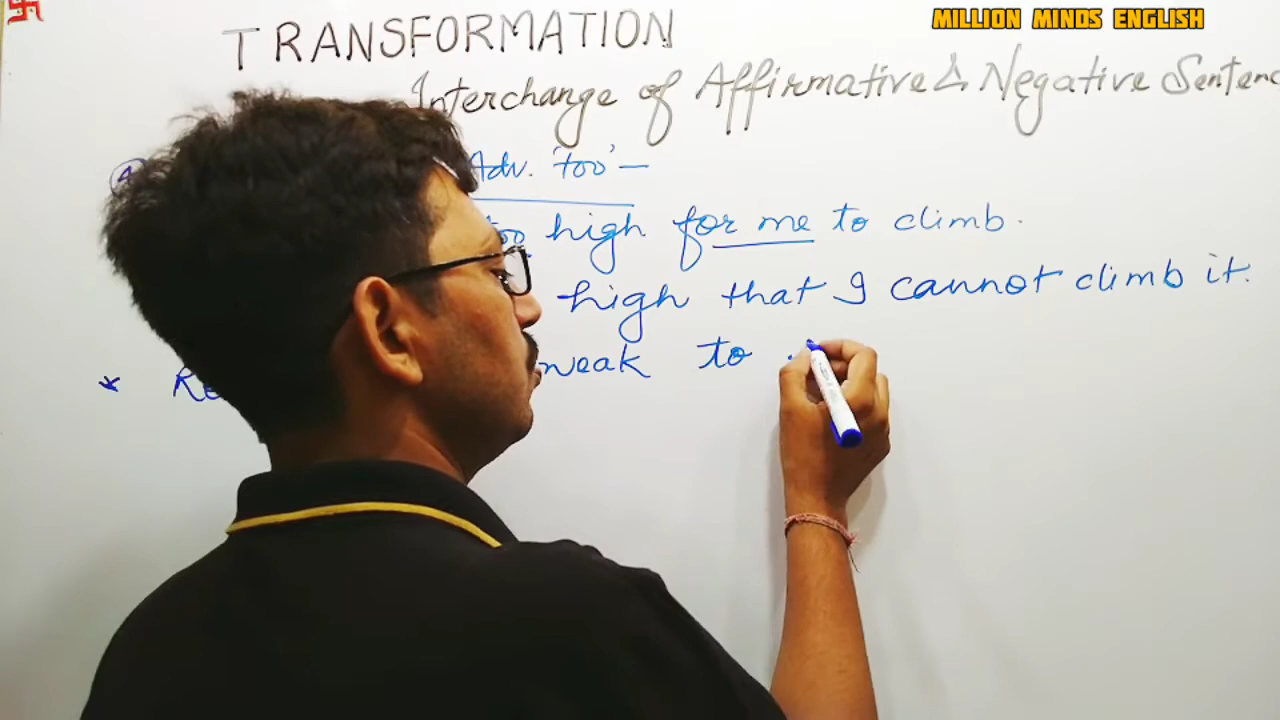 MILLION MINDS ENGLISH
TRANSFORMATION
Interchange of Affirmative & Negative Sentenc
Adv. 'too' —
too high for me to climb.
high that I cannot climb it.
* weak to